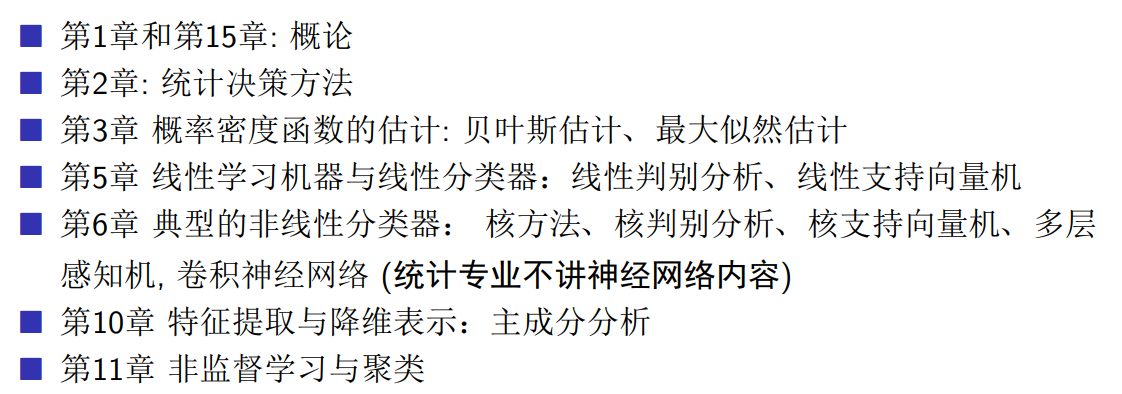 第1章和第15章: 概论
第2章: 统计决策方法
第3章 概率密度函数的估计: 贝叶斯估计、最大似然估计
第5章 线性学习机器与线性分类器：线性判别分析、线性支持向量机
第6章 典型的非线性分类器： 核方法、核判别分析、核支持向量机、多层
感知机, 卷积神经网络 (统计专业不讲神经网络内容)
第10章 特征提取与降维表示：主成分分析
第11章 非监督学习与聚类